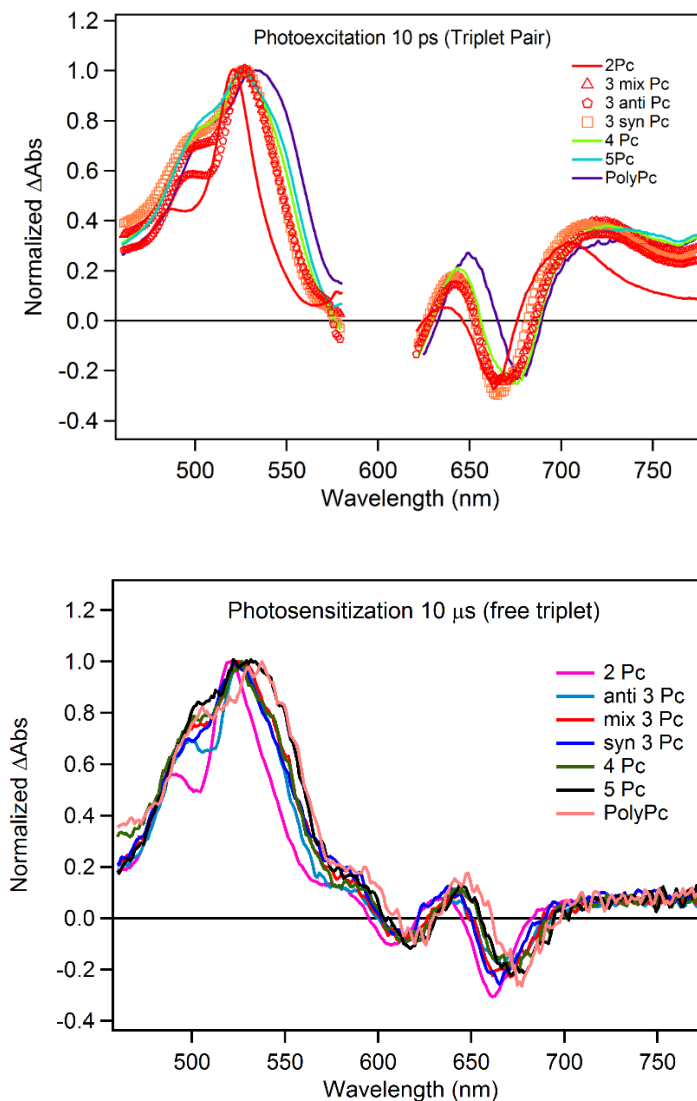 Photoexcitation 10 ps (Triplet Pair)
2Pc
3 mix Pc
3 anti Pc
3 syn Pc
4 Pc
5Pc
PolyPc
Normalized ΔAbs
1.2
1.0
0.8
0.6
0.4
0.2
0.0
-0.2
-0.4
500
550
600
650
700
750
Wavelength (nm)
Photosensitization 10 μs (free triplet)
2 Pc
anti 3 Pc
mix 3 Pc
syn 3 Pc
4 Pc
5 Pc
PolyPc
Normalized ΔAbs
1.2
1.0
0.8
0.6
0.4
0.2
0.0
-0.2
-0.4
500
550
600
650
700
750
Wavelength (nm)